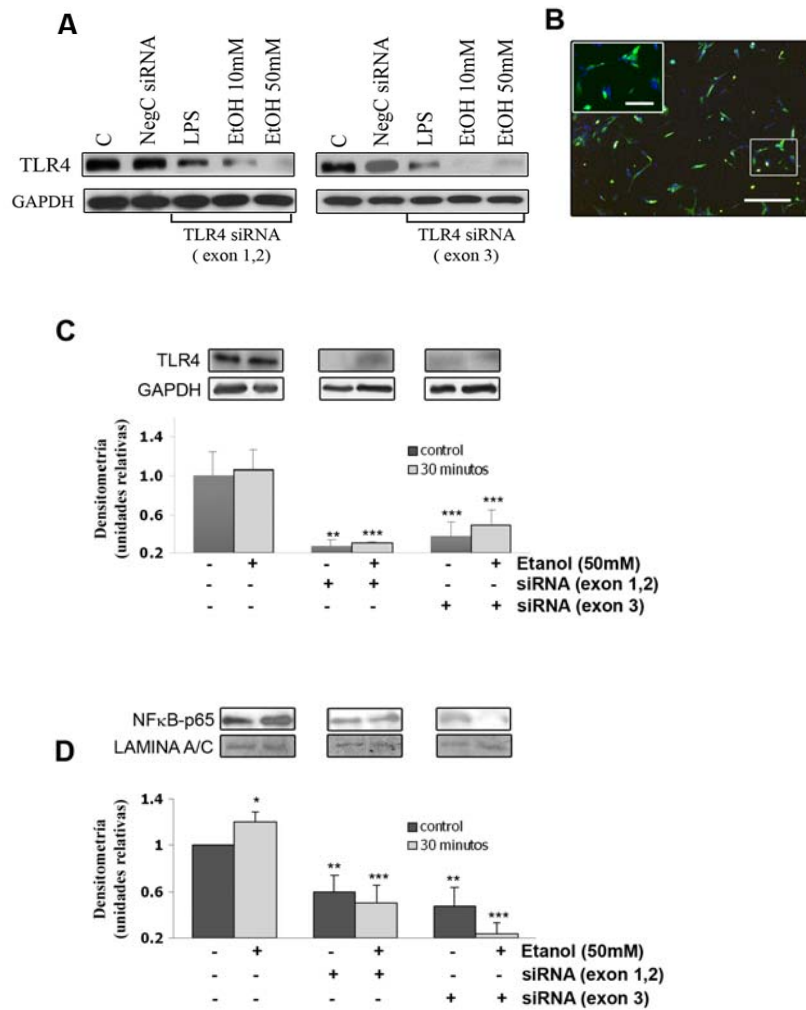 A
C
NegC siRNA
LPS
EtOH 10mM
EtOH 50mM
C
NegC siRNA
LPS
EtOH 10mM
EtOH 50mM
TLR4
GAPDH
TLR4 siRNA
( exon 1,2)
TLR4 siRNA
( exon 3)
B
C
TLR4
GAPDH
Densitometría
(unidades relativas)
1.4
1.0
0.6
0.2
control
30 minutos
** *** *** ***
- + - + - + Etanol (50mM)
- - + + - - siRNA (exon 1,2)
- - - - + + siRNA (exon 3)
D
NFκB-p65
LAMINA A/C
Densitometría
(unidades relativas)
1.4
1
0.6
0.2
control
30 minutos
* ** *** ** ***
- + - + - + Etanol (50mM)
- - + + - - siRNA (exon 1,2)
- - - - + + siRNA (exon 3)